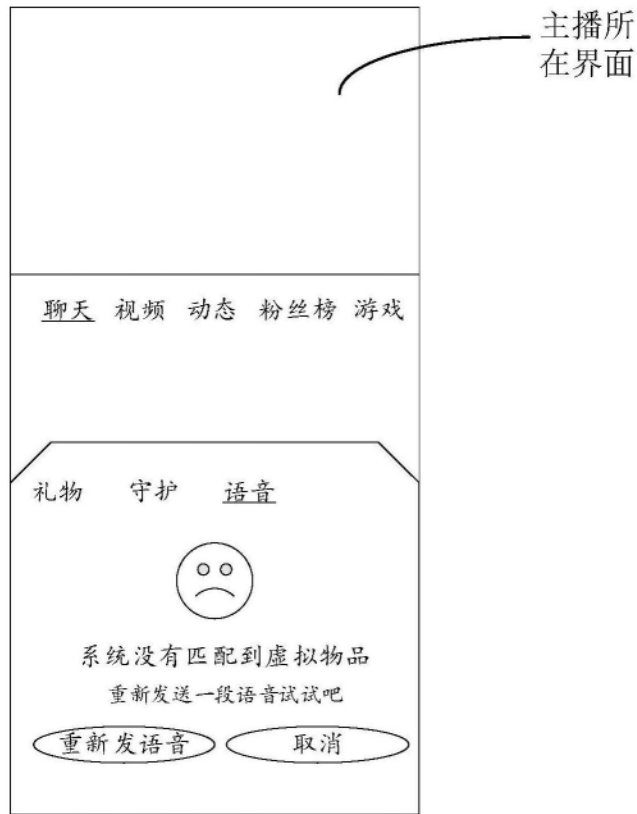 主播所
在界面
聊天 视频 动态 粉丝榜 游戏
礼物 守护 语音
系统没有匹配到虚拟物品
重新发送一段语音试试吧
重新发语音 取消